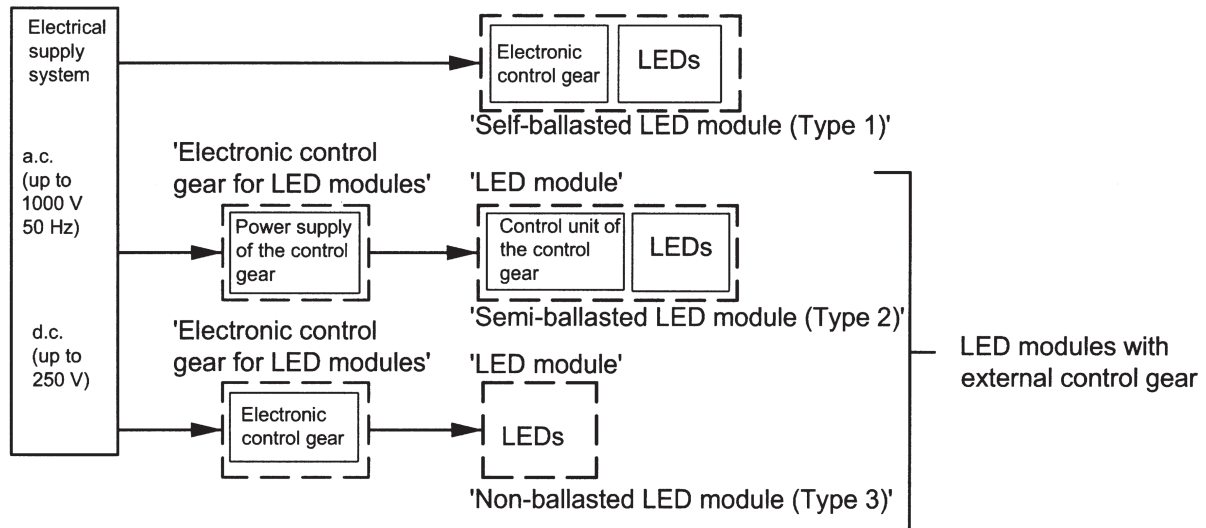 Electrical
supply
system
a.c.
(up to
1000 V
50 Hz)
d.c.
(up to
250 V)
Electronic
control gear
LEDs
'Self-ballasted LED module (Type 1)'
'Electronic control
gear for LED modules'
Power supply
of the control
gear
'LED module'
Control unit of
the control
gear
LEDs
'Semi-ballasted LED module (Type 2)'
'Electronic control
gear for LED modules'
Electronic
control gear
'LED module'
LEDs
'Non-ballasted LED module (Type 3)'
LED modules with
external control gear